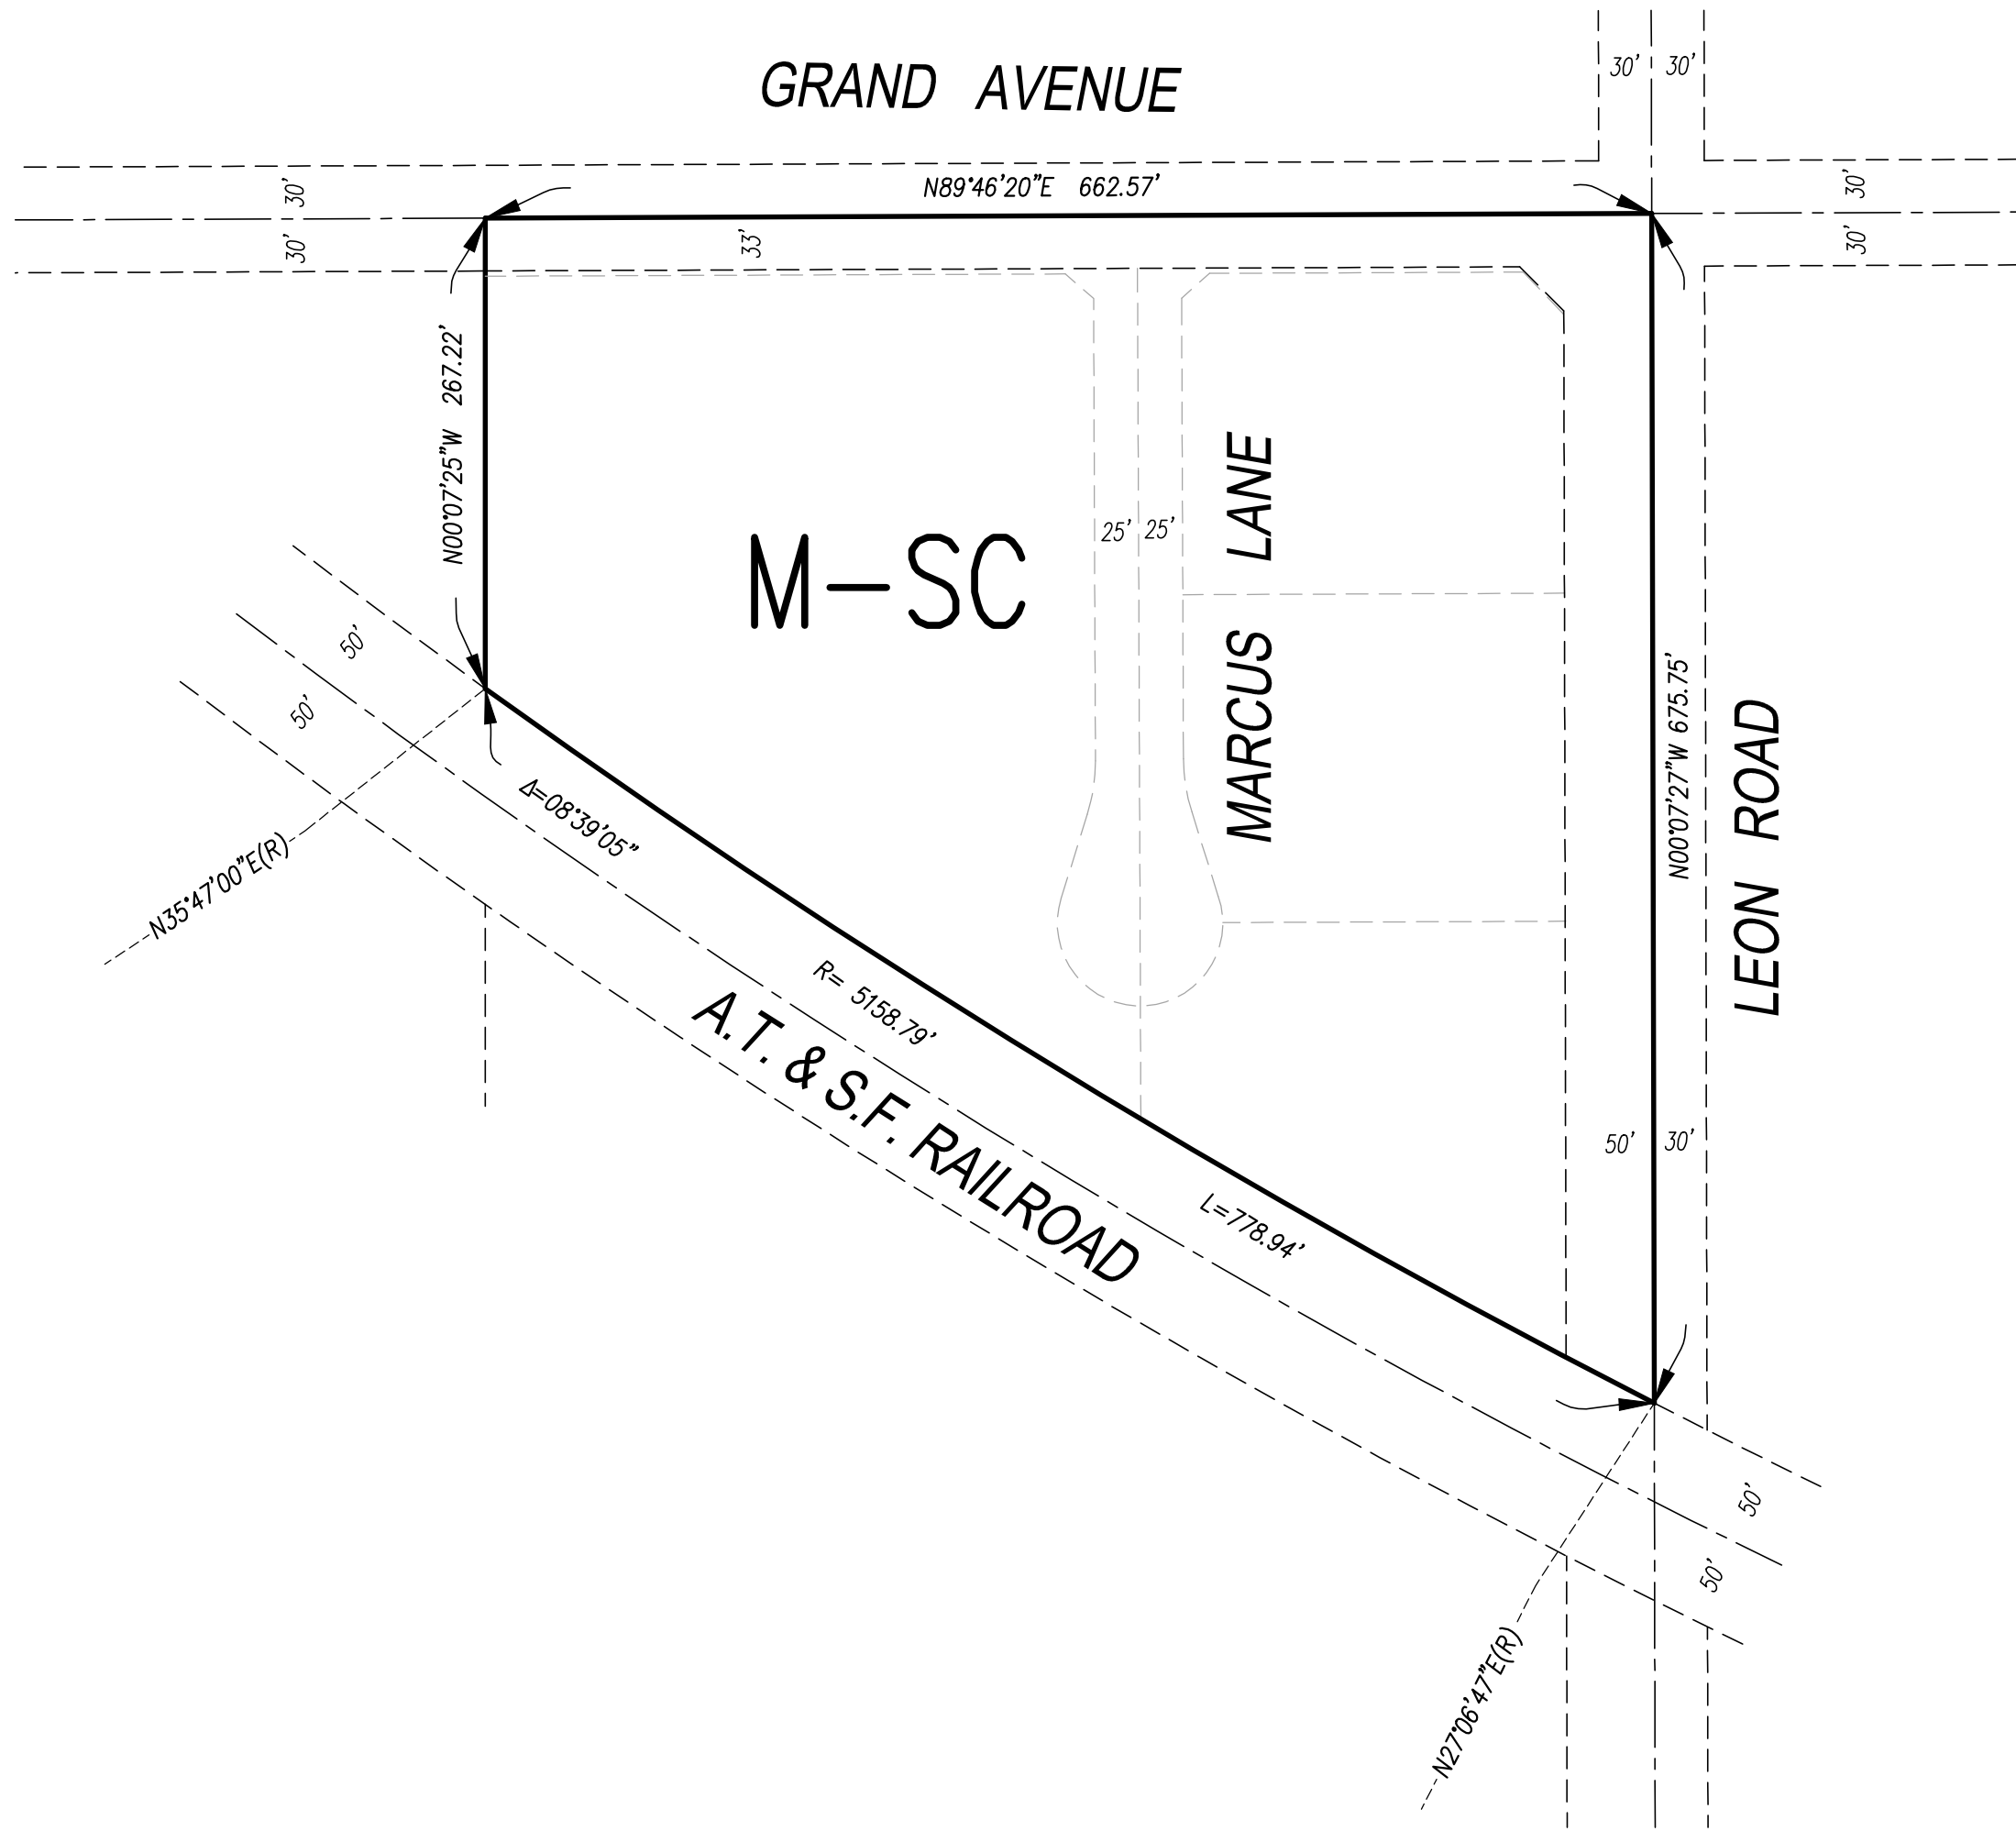 GRAND AVENUE
30' 30'
N89°46'20"E 662.57'
30'
30'
30'
30'
33'
N00°07'25"W 267.22'
M-SC
25' 25'
MARCUS LANE
50'
50'
Δ=08°39'05"
N35°47'00"E(R)
R= 5158.79'
A.T. & S.F. RAILROAD
L=778.94'
N00°07'27"W 675.75'
LEON ROAD
50' 30'
50'
50'
N27°06'47"E(R)